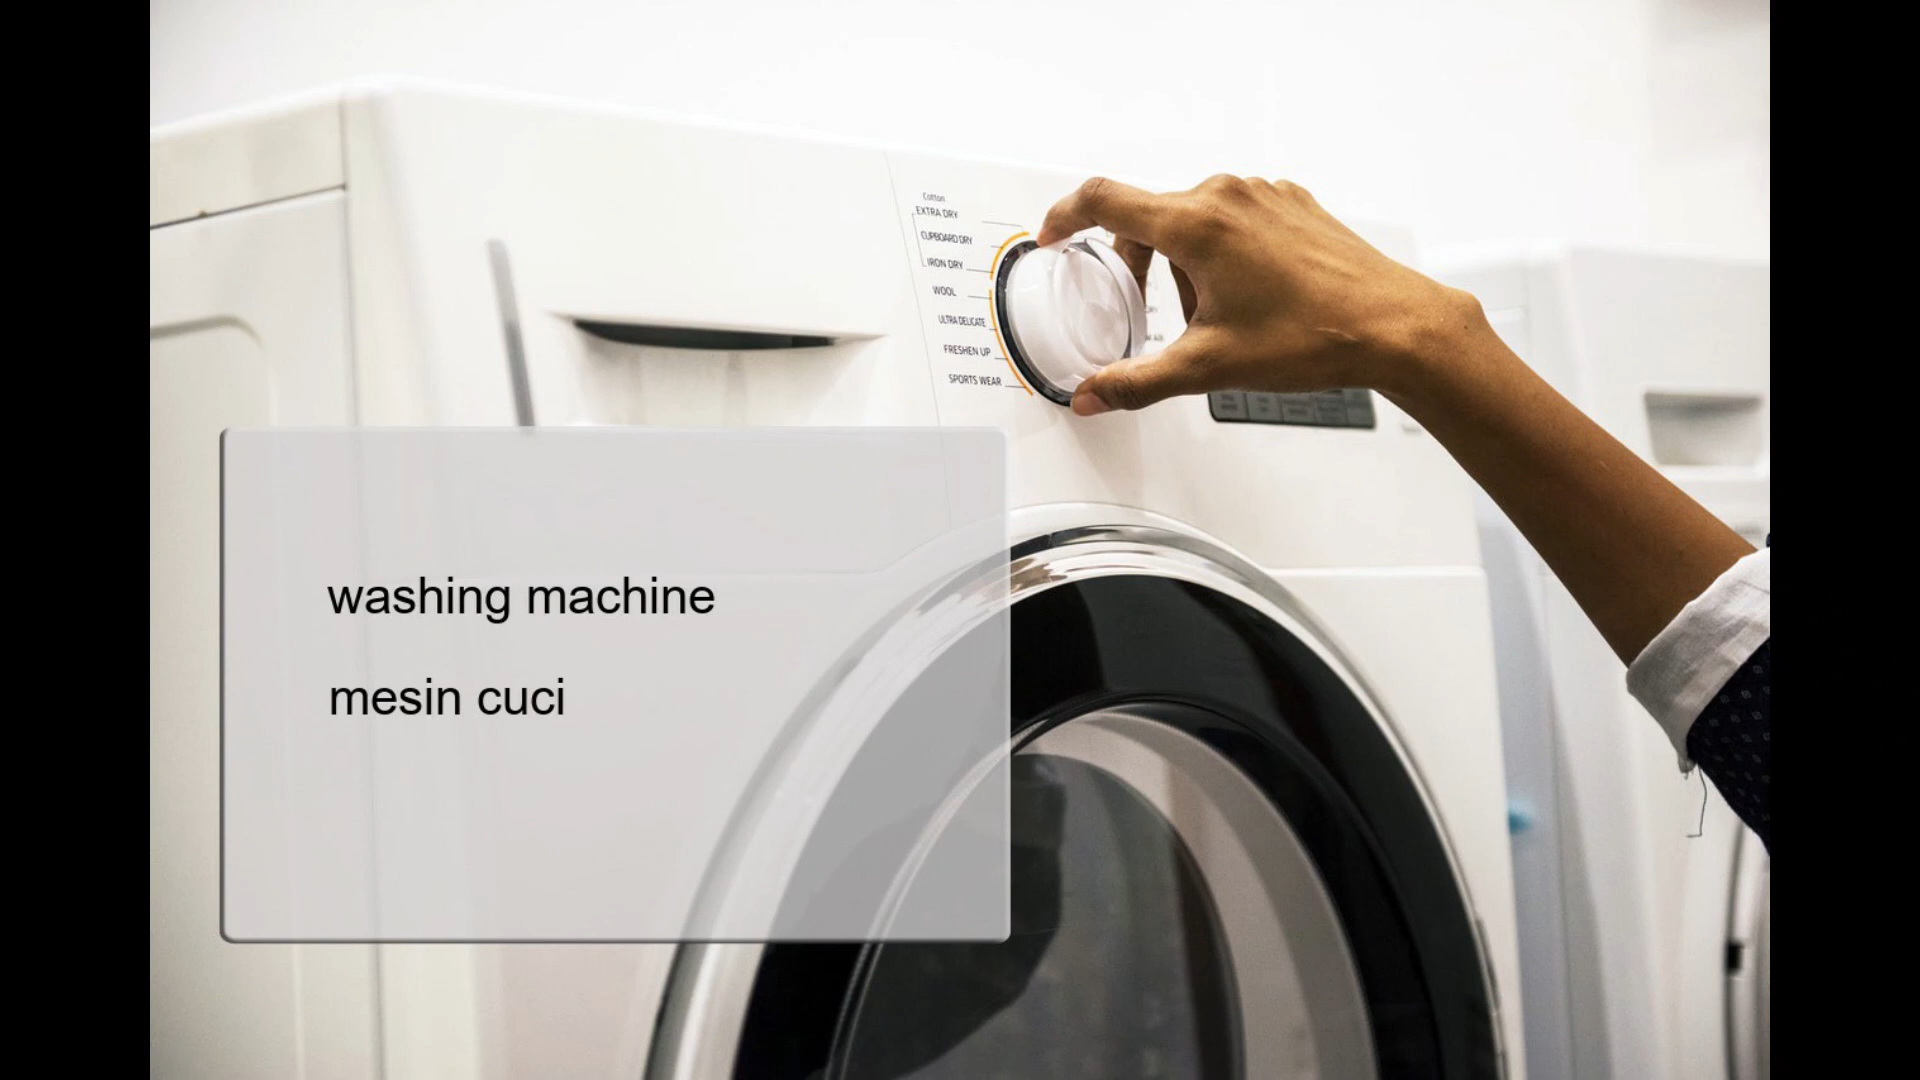 Cotton
EXTRA DRY
CUPBOARD DRY
IRON DRY
WOOL
ULTRA DELICATE
FRESHEN UP
SPORTS WEAR
washing machine
mesin cuci